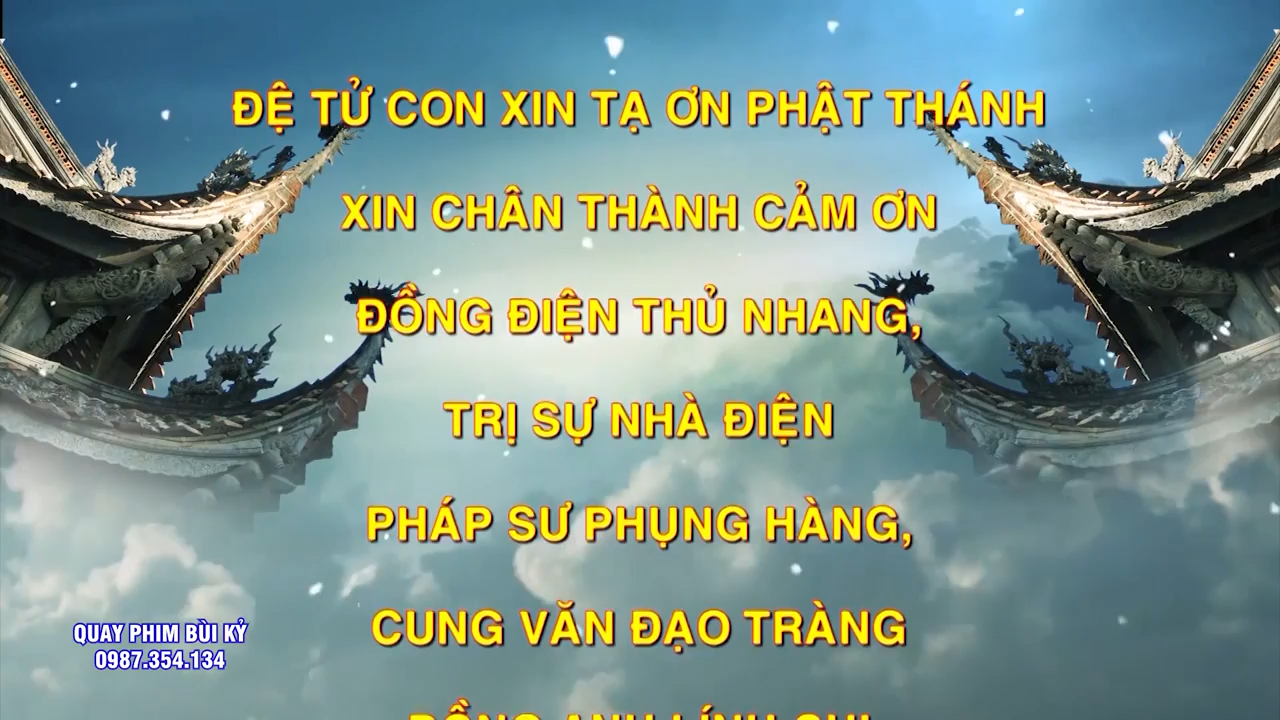 ĐỆ TỬ CON XIN TẠ ƠN PHẬT THÁNH
XIN CHÂN THÀNH CẢM ƠN
ĐỒNG ĐIỆN THỦ NHANG,
TRỊ SỰ NHÀ ĐIỆN
PHÁP SƯ PHỤNG HÀNG,
CUNG VĂN ĐẠO TRÀNG
QUAY PHIM BÙI KỶ
0987.354.134